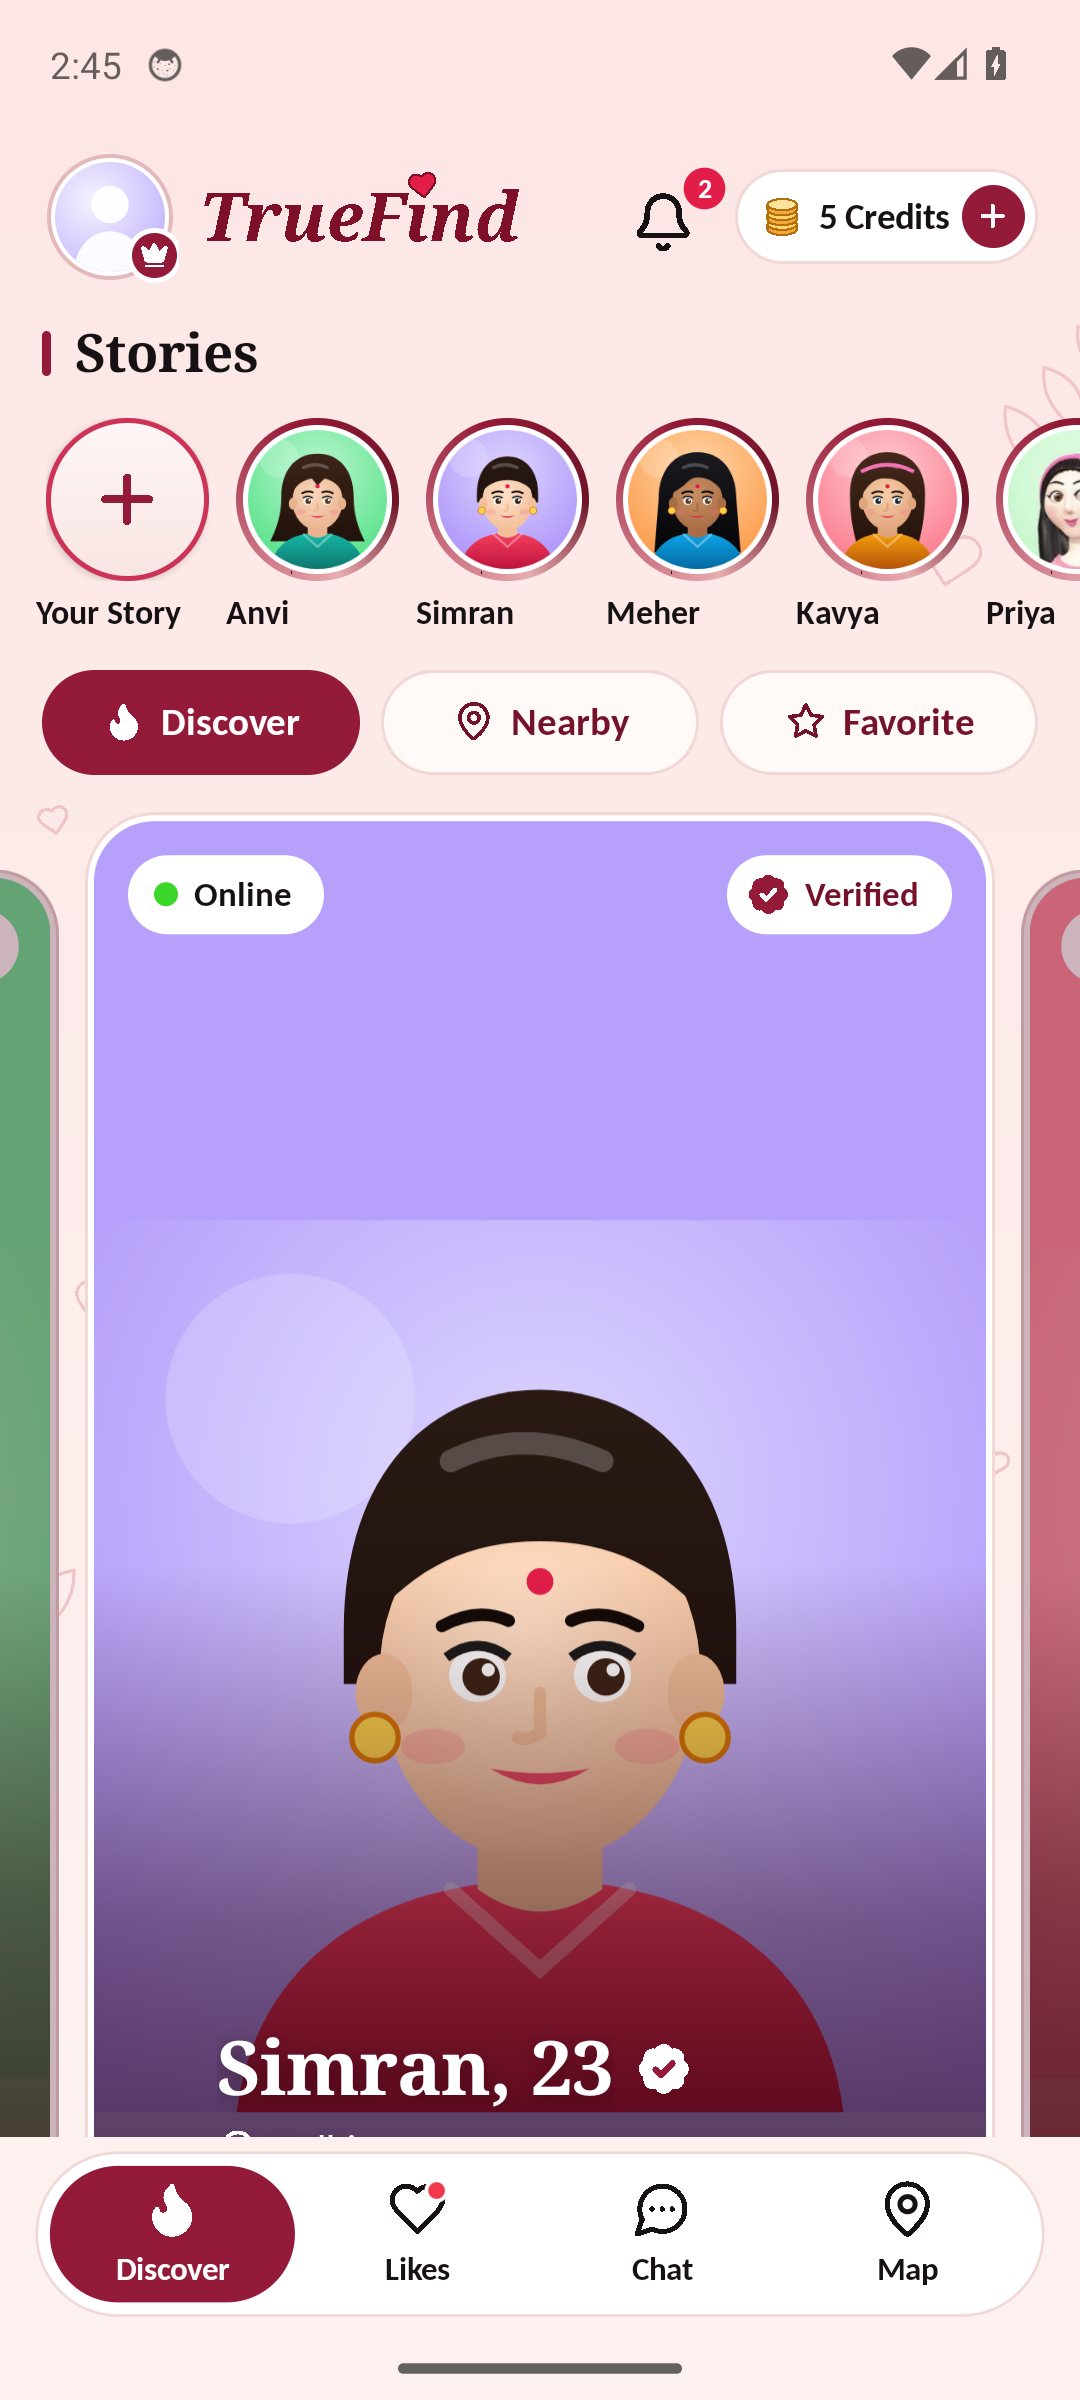 2:45
TrueFind
2
5 Credits
Stories
Your Story
Anvi
Simran
Meher
Kavya
Priya
Discover
Nearby
Favorite
Online
Verified
Simran, 23
Discover
Likes
Chat
Map